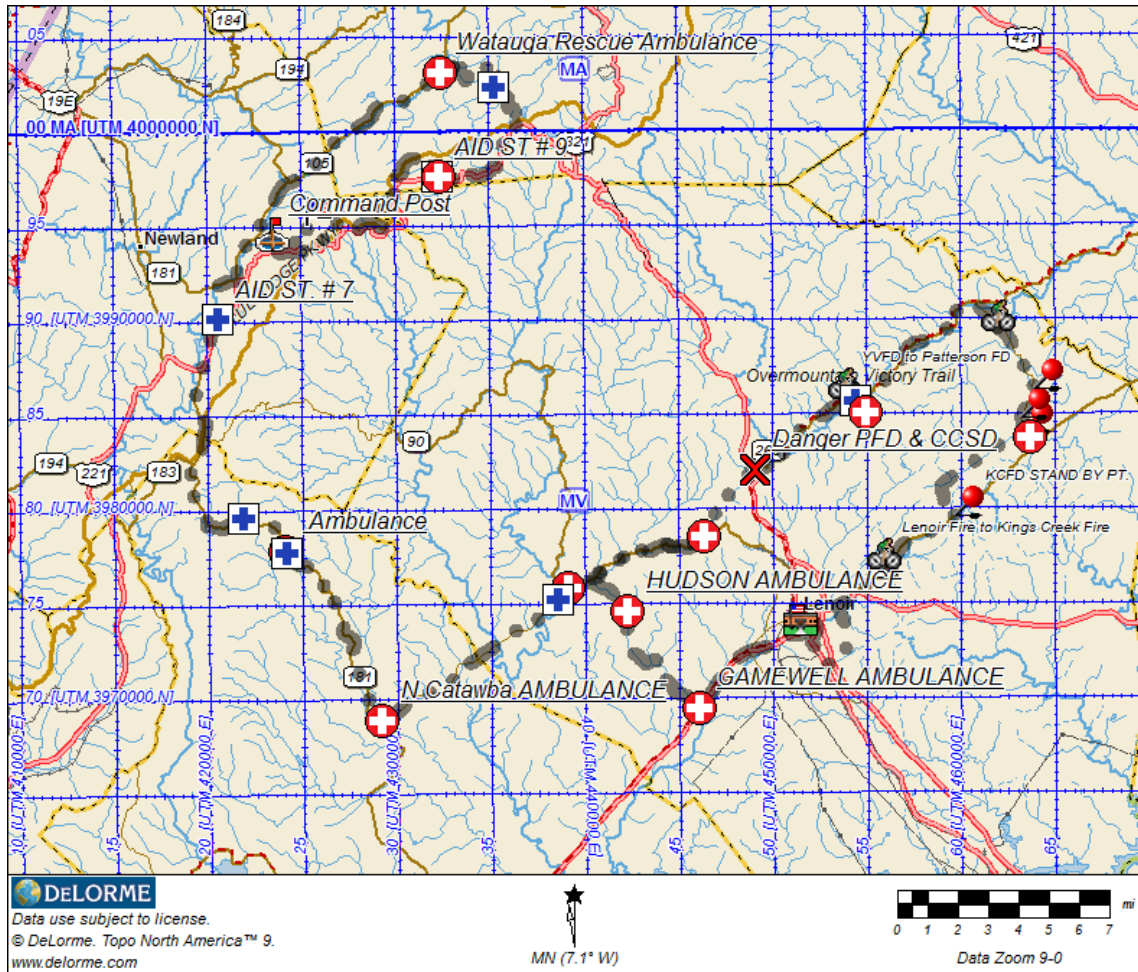 184
421
05
Watauga Rescue Ambulance
194
MA
19E
00 MA [UTM 4000000 N]
321
AID ST # 9
105
Command Post
95
Newland
181
AID ST. # 7
90 [UTM 3990000 N]
YVFD to Patterson FD
Overmountain Victory Trail
85
90
Danger PFD & CCSD
194
221
183
KCFD STAND BY PT.
MV
80 [UTM 3980000 N]
Ambulance
Lenoir Fire to Kings Creek Fire
HUDSON AMBULANCE
75
Lenoir
181
N Catawba AMBULANCE
GAMEWELL AMBULANCE
70 [UTM 3970000 N]
10 [UTM 410000 E]
15
20 [UTM 420000 E]
25
30 [UTM 430000 E]
35
40 [UTM 440000 E]
45
50 [UTM 450000 E]
55
60 [UTM 460000 E]
65
DELORME
Data use subject to license.
© DeLorme. Topo North America™ 9.
www.delorme.com
MN (7.1° W)
mi
0 1 2 3 4 5 6 7
Data Zoom 9-0